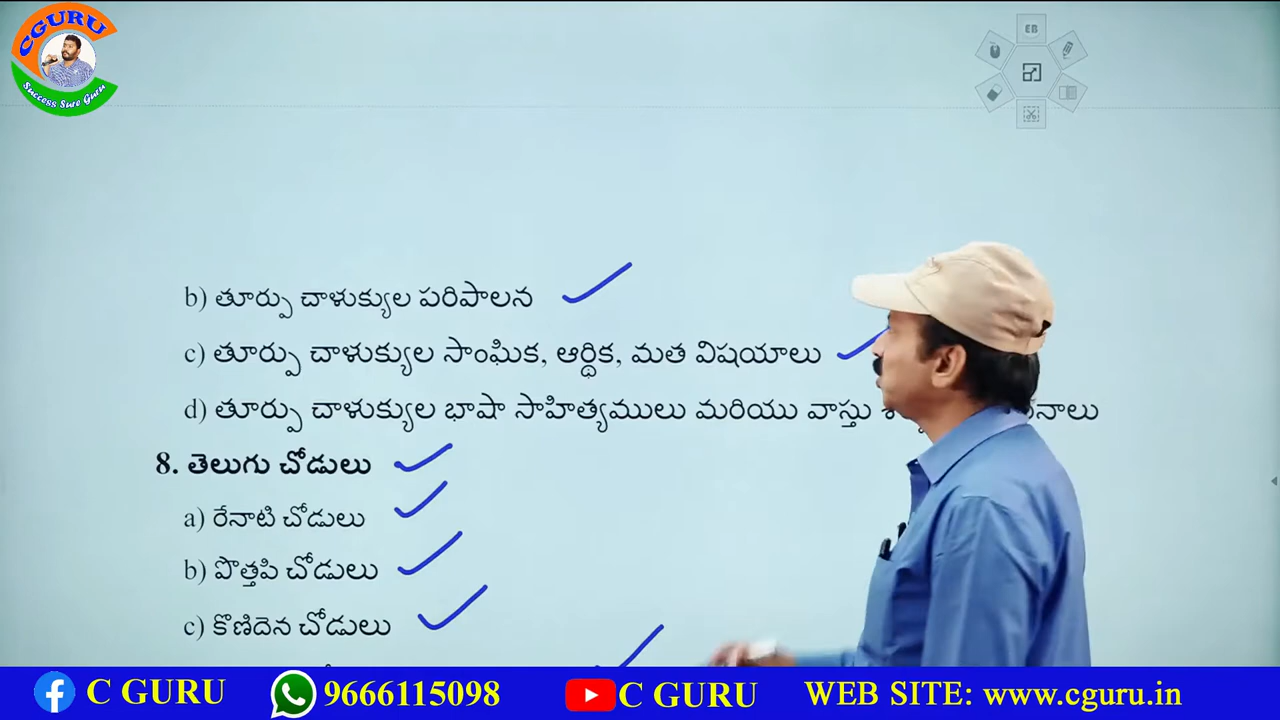 CGURU
Success Sure Guru
EB
b) తూర్పు చాళుక్యుల పరిపాలన
c) తూర్పు చాళుక్యుల సాంఘిక, ఆర్థిక, మత విషయాలు
d) తూర్పు చాళుక్యుల భాషా సాహిత్యములు మరియు వాస్తు
8. తెలుగు చోడులు
a) రేనాటి చోడులు
b) పొత్తపి చోడులు
c) కొణిదెన చోడులు
C GURU 9666115098 C GURU WEB SITE: www.cguru.in